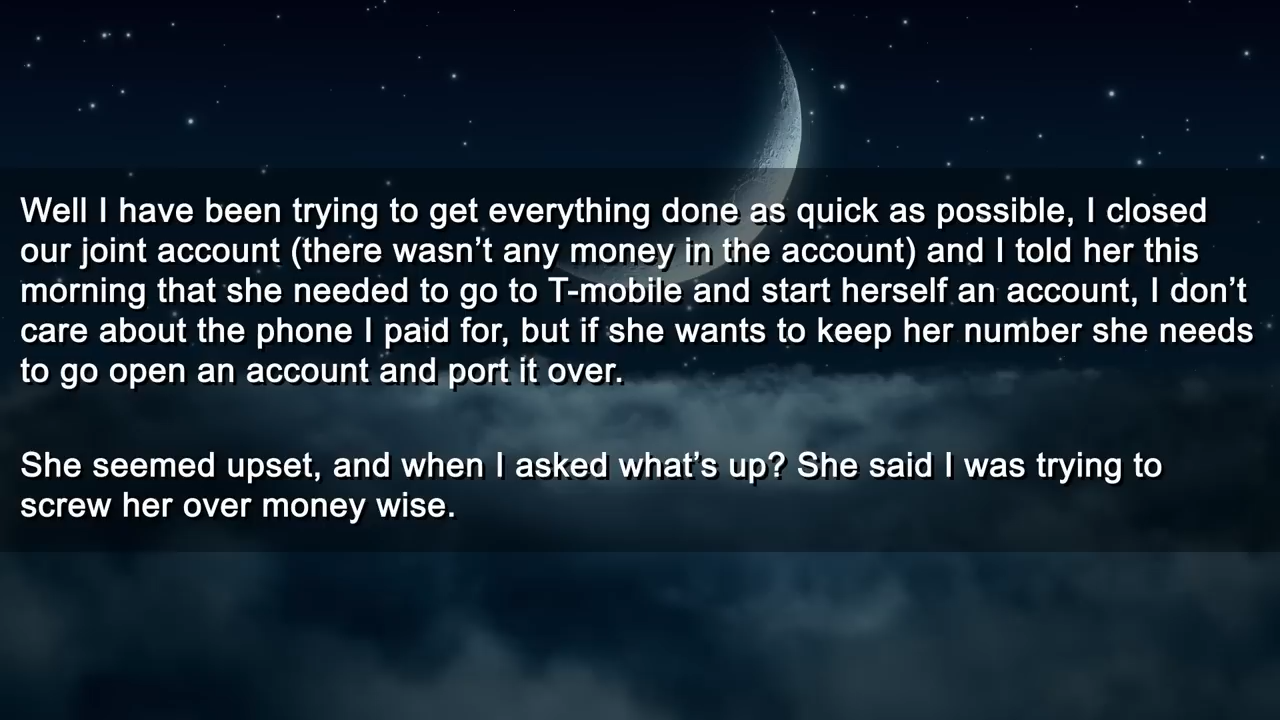 Well I have been trying to get everything done as quick as possible, I closed
our joint account (there wasn’t any money in the account) and I told her this
morning that she needed to go to T-mobile and start herself an account, I don’t
care about the phone I paid for, but if she wants to keep her number she needs
to go open an account and port it over.
She seemed upset, and when I asked what’s up? She said I was trying to
screw her over money wise.